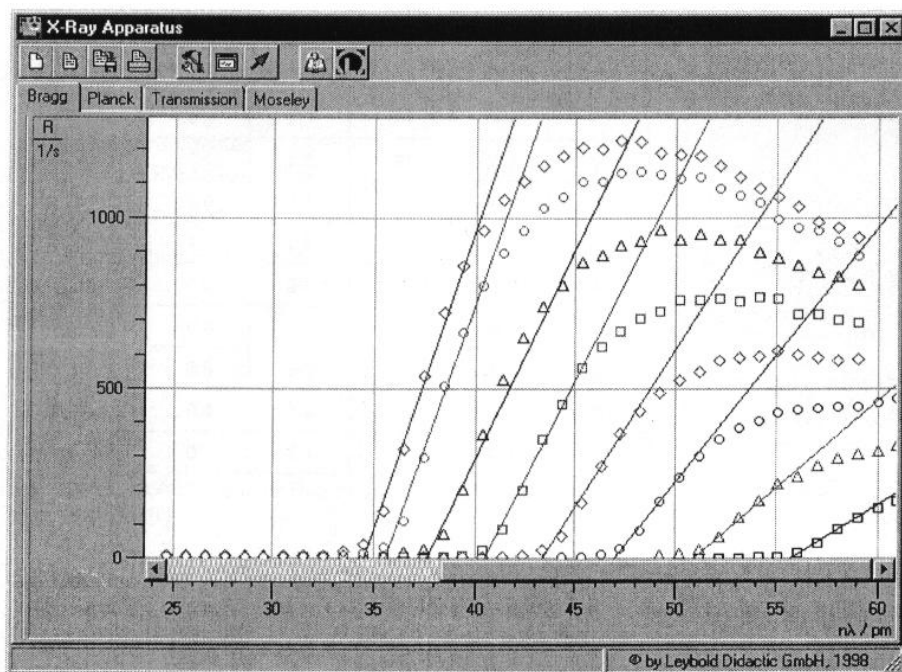 X-Ray Apparatus
Bragg Planck Transmission Moseley
R
1/s
1000
500
0
25 30 35 40 45 50 55 60
nλ / pm
© by Leybold Didactic GmbH, 1998